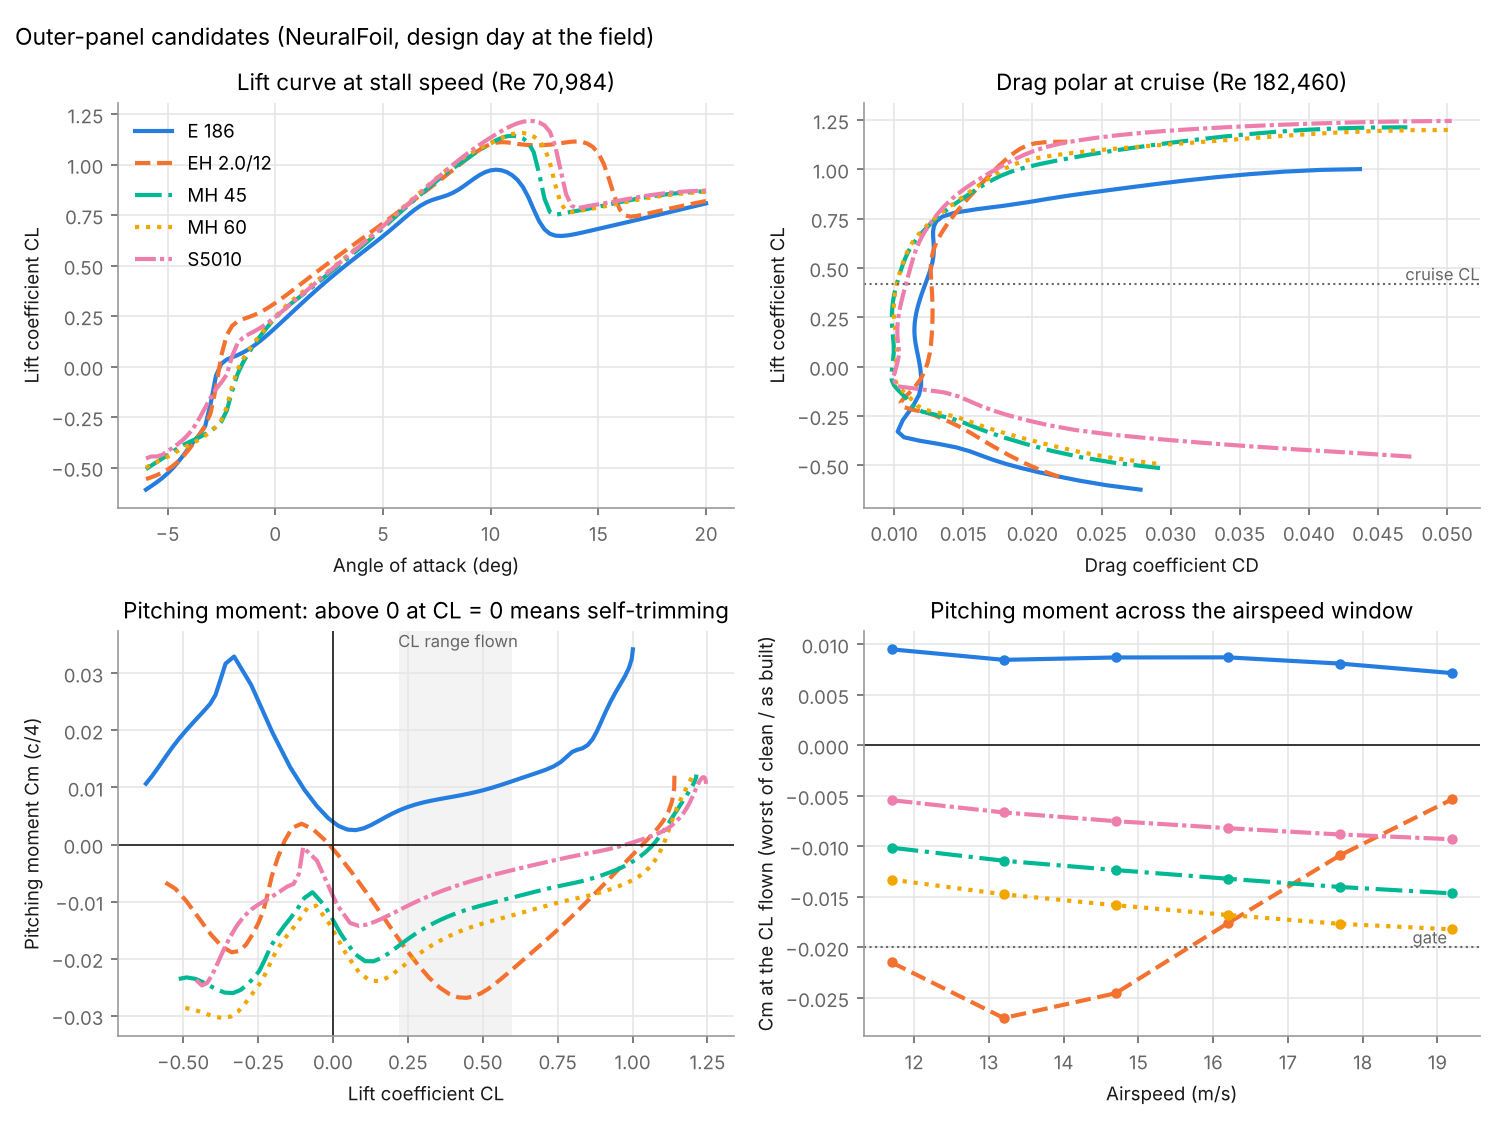 Outer-panel candidates (NeuralFoil, design day at the field)
Lift curve at stall speed (Re 70,984)
Lift coefficient CL
1.25
1.00
0.75
0.50
0.25
0.00
−0.25
−0.50
E 186
EH 2.0/12
MH 45
MH 60
S5010
−5
0
5
10
15
20
Angle of attack (deg)
Drag polar at cruise (Re 182,460)
Lift coefficient CL
1.25
1.00
0.75
0.50
0.25
0.00
−0.25
−0.50
cruise CL
0.010
0.015
0.020
0.025
0.030
0.035
0.040
0.045
0.050
Drag coefficient CD
Pitching moment: above 0 at CL = 0 means self-trimming
Pitching moment Cm (c/4)
0.03
0.02
0.01
0.00
−0.01
−0.02
−0.03
CL range flown
−0.50
−0.25
0.00
0.25
0.50
0.75
1.00
1.25
Lift coefficient CL
Pitching moment across the airspeed window
Cm at the CL flown (worst of clean / as built)
0.010
0.005
0.000
−0.005
−0.010
−0.015
−0.020
−0.025
gate
12
13
14
15
16
17
18
19
Airspeed (m/s)